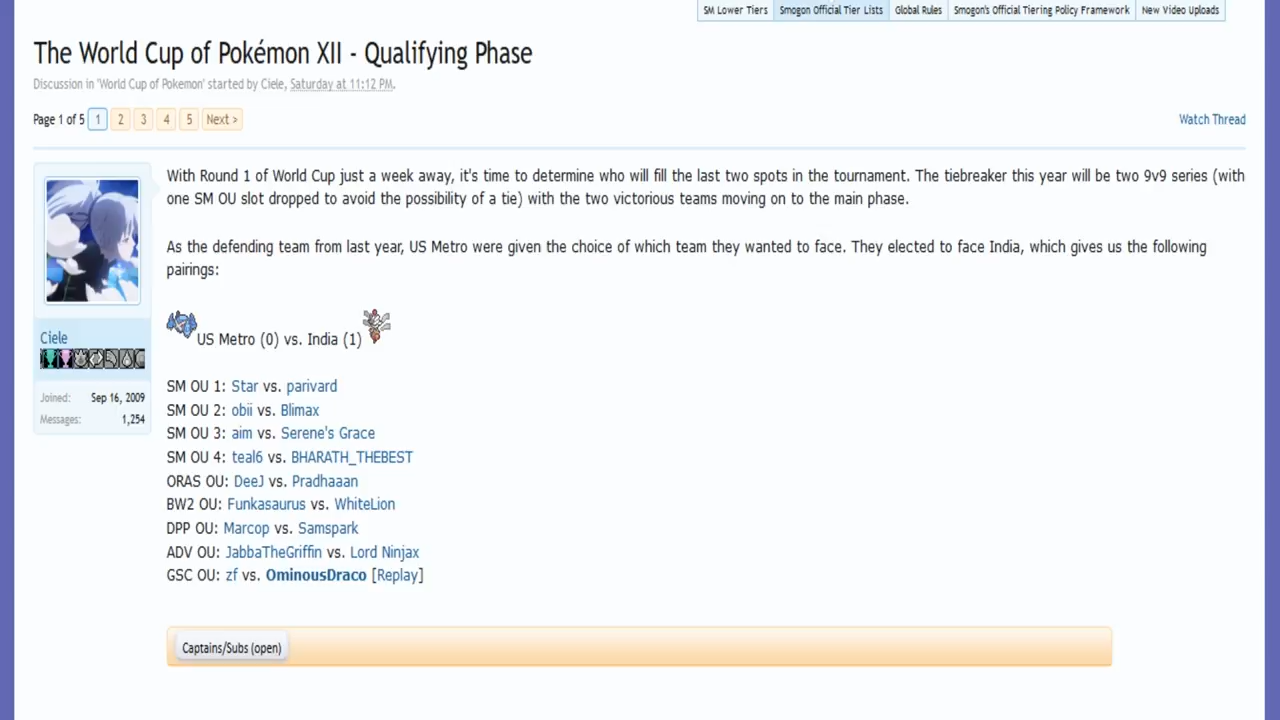 SM Lower Tiers Smogon Official Tier Lists Global Rules Smogon's Official Tiering Policy Framework New Video Uploads
The World Cup of Pokémon XII - Qualifying Phase
Discussion in 'World Cup of Pokemon' started by Ciele, Saturday at 11:12 PM.
Page 1 of 5 1 2 3 4 5 Next > Watch Thread
With Round 1 of World Cup just a week away, it's time to determine who will fill the last two spots in the tournament. The tiebreaker this year will be two 9v9 series (with
one SM OU slot dropped to avoid the possibility of a tie) with the two victorious teams moving on to the main phase.
As the defending team from last year, US Metro were given the choice of which team they wanted to face. They elected to face India, which gives us the following
pairings:
US Metro (0) vs. India (1)
Ciele
Joined: Sep 16, 2009
Messages: 1,254
SM OU 1: Star vs. parivard
SM OU 2: obii vs. Blimax
SM OU 3: aim vs. Serene's Grace
SM OU 4: teal6 vs. BHARATH_THEBEST
ORAS OU: DeeJ vs. Pradhaaan
BW2 OU: Funkasaurus vs. WhiteLion
DPP OU: Marcop vs. Samspark
ADV OU: JabbaTheGriffin vs. Lord Ninjax
GSC OU: zf vs. OminousDraco [Replay]
Captains/Subs (open)